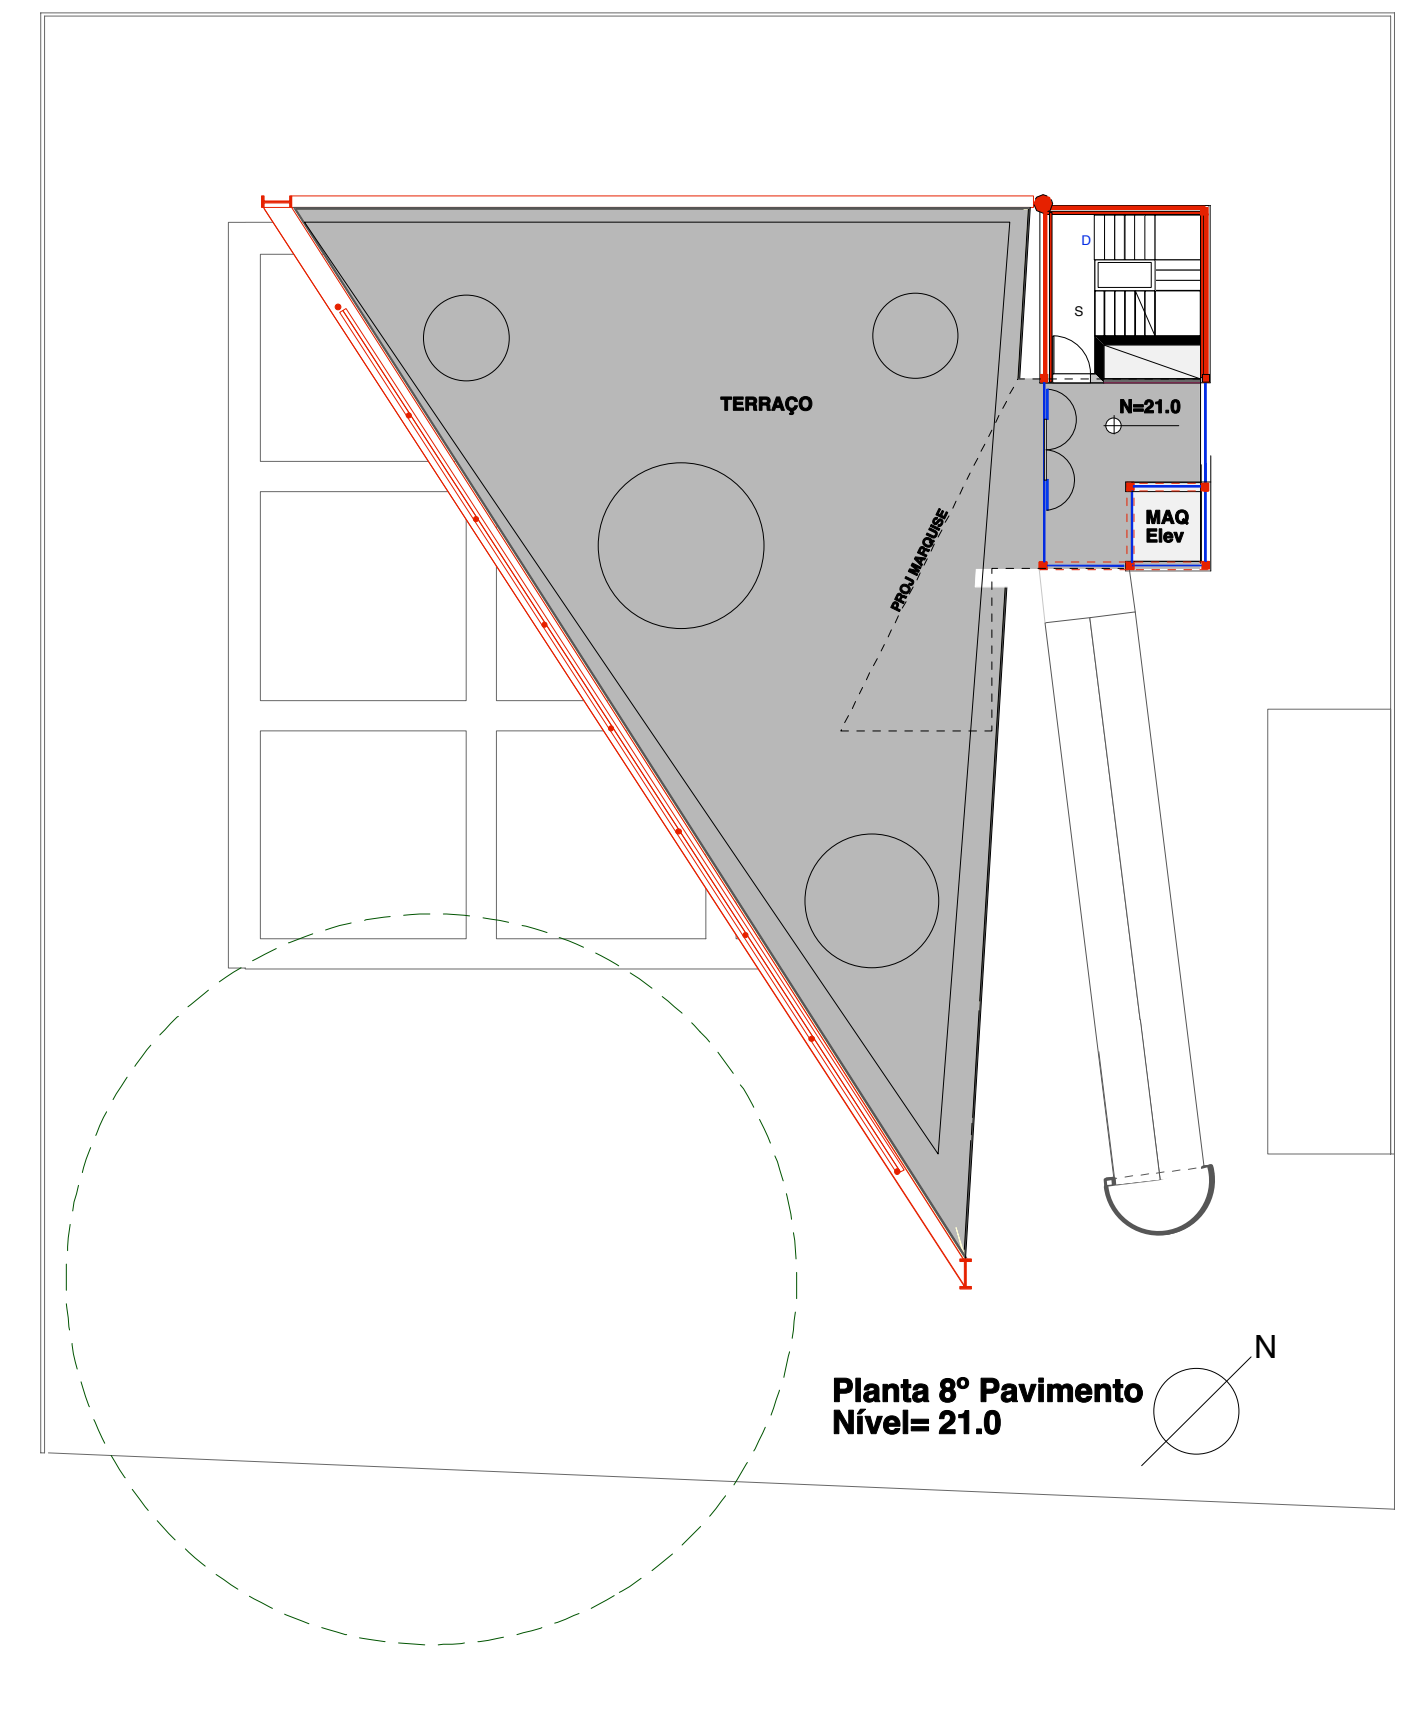 D
S
TERRAÇO
N=21.0
PROJ MARQUISE
MAQ
Elev
N
Planta 8º Pavimento
Nível= 21.0